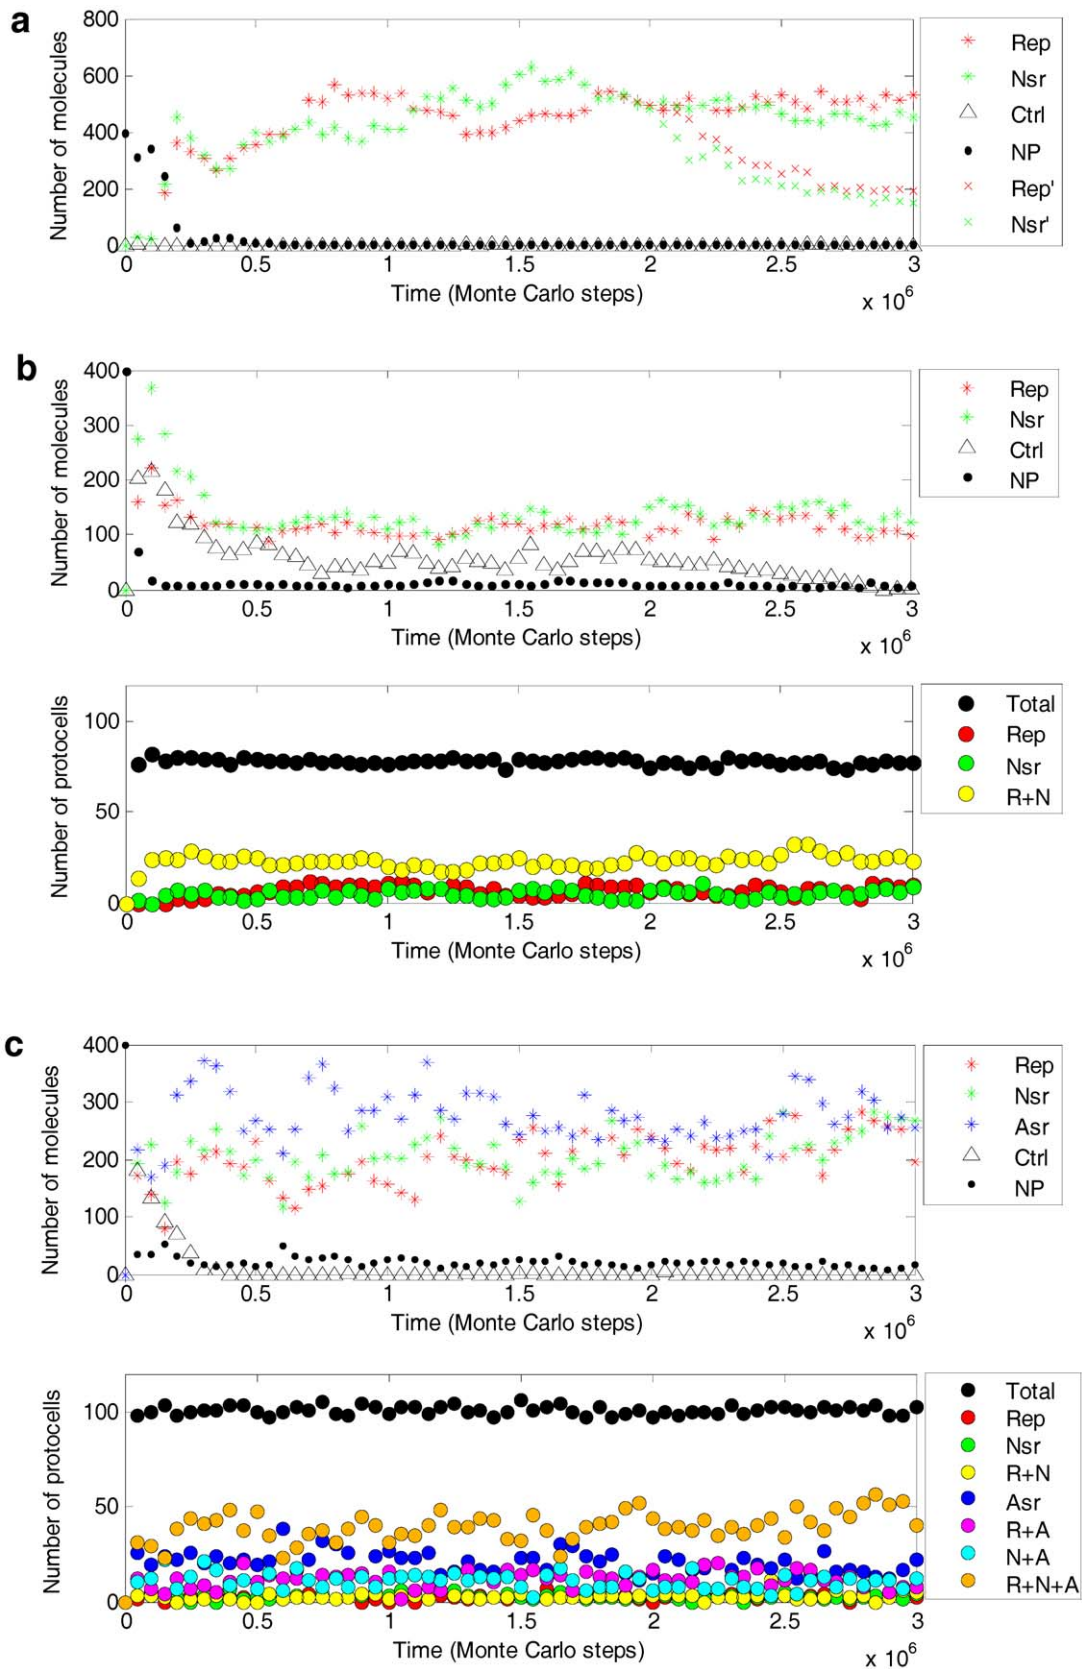 a
800
600
400
200
0
Number of molecules
0 0.5 1 1.5 2 2.5 3
Time (Monte Carlo steps)
x 10^6
Rep
Nsr
Ctrl
NP
Rep'
Nsr'
b
400
300
200
100
0
Number of molecules
0 0.5 1 1.5 2 2.5 3
Time (Monte Carlo steps)
x 10^6
Rep
Nsr
Ctrl
NP
100
50
0
Number of protocells
0 0.5 1 1.5 2 2.5 3
Time (Monte Carlo steps)
x 10^6
Total
Rep
Nsr
R+N
c
400
300
200
100
0
Number of molecules
0 0.5 1 1.5 2 2.5 3
Time (Monte Carlo steps)
x 10^6
Rep
Nsr
Asr
Ctrl
NP
100
50
0
Number of protocells
0 0.5 1 1.5 2 2.5 3
Time (Monte Carlo steps)
x 10^6
Total
Rep
Nsr
R+N
Asr
R+A
N+A
R+N+A